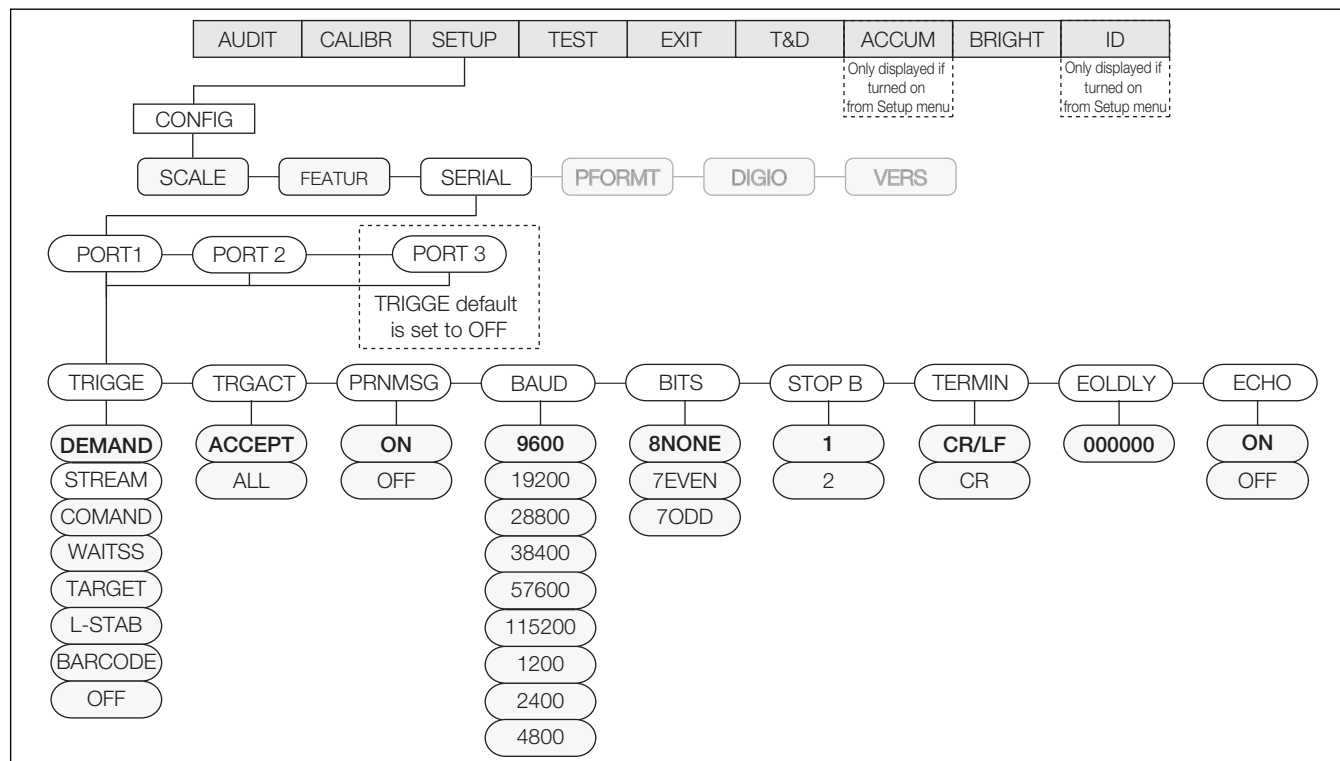 AUDIT CALIBR SETUP TEST EXIT T&D ACCUM BRIGHT ID
Only displayed if turned on from Setup menu
Only displayed if turned on from Setup menu
CONFIG
SCALE FEATUR SERIAL PFORMT DIGIO VERS
PORT1 PORT 2 PORT 3
TRIGGE default
is set to OFF
TRIGGE TRGACT PRNMSG BAUD BITS STOP B TERMIN EOLDLY ECHO
DEMAND ACCEPT ON 9600 8NONE 1 CR/LF 000000 ON
STREAM ALL OFF 19200 7EVEN 2 CR OFF
COMAND 28800 7ODD
WAITSS 38400
TARGET 57600
L-STAB 115200
BARCODE 1200
OFF 2400
4800